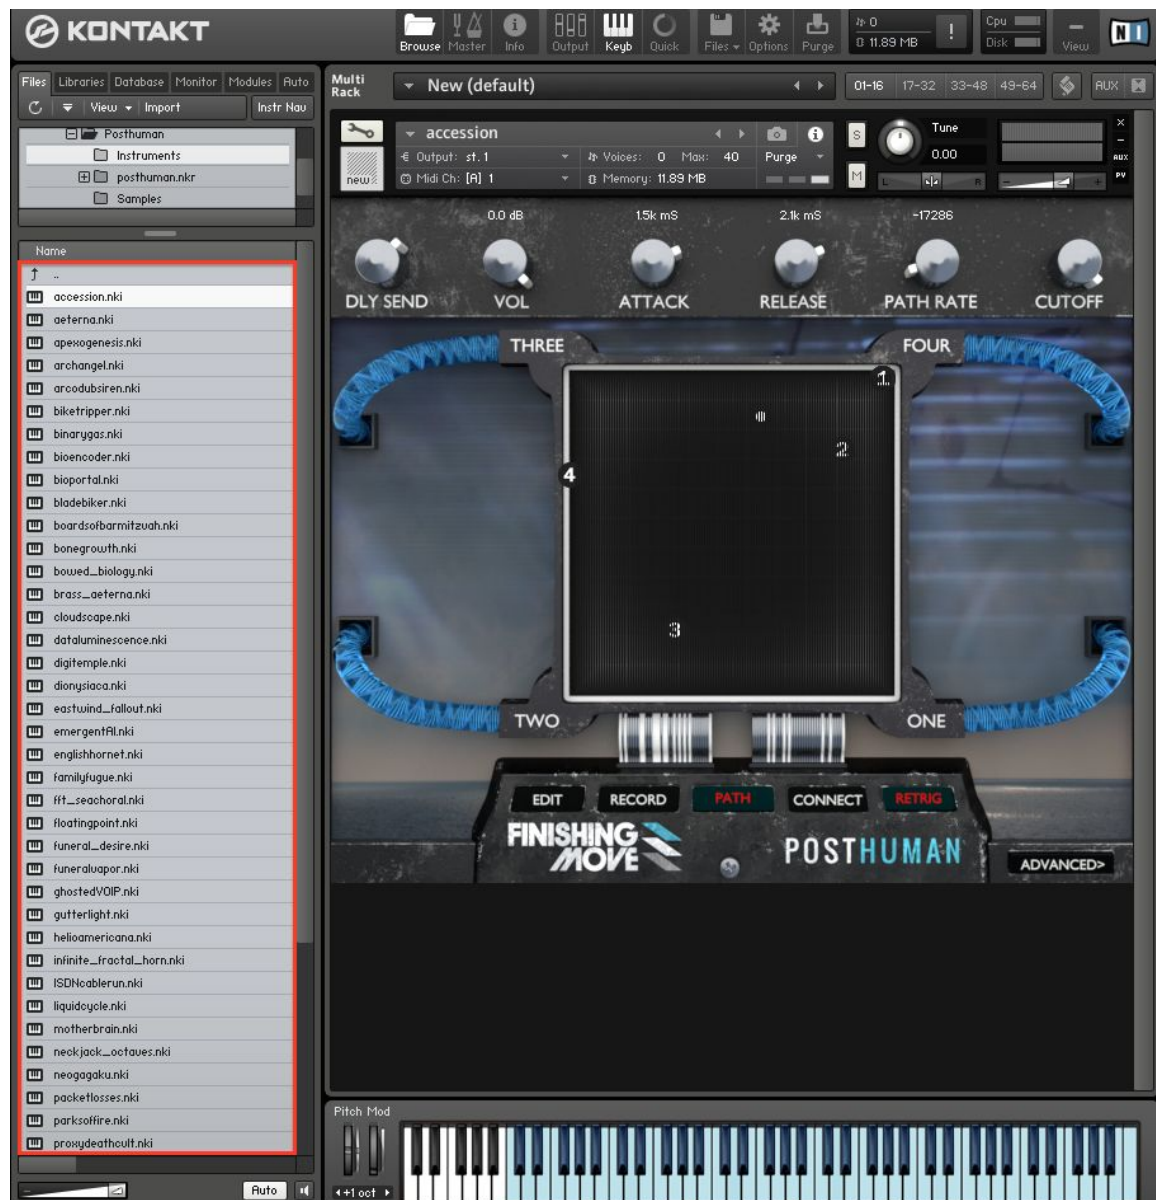 KONTAKT
Browse Master Info Output Keyb Quick Files Options Purge
0
0 11.89 MB
!
Cpu
Disk
View
NI
Files Libraries Database Monitor Modules Auto
View Import Instr Nav
Posthuman
Instruments
posthuman.nkr
Samples
Name
..
accession.nki
aeterna.nki
apexogenesis.nki
archangel.nki
arcodubsiren.nki
biketripper.nki
binarygas.nki
bioencoder.nki
bioportal.nki
bladebiker.nki
boardsofbarmitzvah.nki
bonegrowth.nki
bowed_biology.nki
brass_aeterna.nki
cloudscape.nki
dataluminescence.nki
digitemple.nki
dionysiaca.nki
eastwind_fallout.nki
emergentAI.nki
englishhornet.nki
familyfugue.nki
fft_seachoral.nki
floatingpoint.nki
funeral_desire.nki
funeralvapor.nki
ghostedVOIP.nki
gutterlight.nki
helioamericana.nki
infinite_fractal_horn.nki
ISDNcablerun.nki
liquidcycle.nki
motherbrain.nki
neckjack_octaves.nki
neogagaku.nki
packetlosses.nki
parksoffire.nki
proxydeathcult.nki
Auto
Multi
Rack
New (default)
01-16 17-32 33-48 49-64 AUX
accession
Output: st.1 Voices: 0 Max: 40 Purge
Midi Ch: [A] 1 Memory: 11.89 MB
new
S
M
Tune
0.00
L R
- +
AUX
PV
0.0 dB 1.5k mS 2.1k mS -17286
DLY SEND VOL ATTACK RELEASE PATH RATE CUTOFF
THREE FOUR
1
2
4
3
TWO ONE
EDIT RECORD PATH CONNECT RETRIG
FINISHING
MOVE
POSTHUMAN
ADVANCED>
Pitch Mod
+1 oct